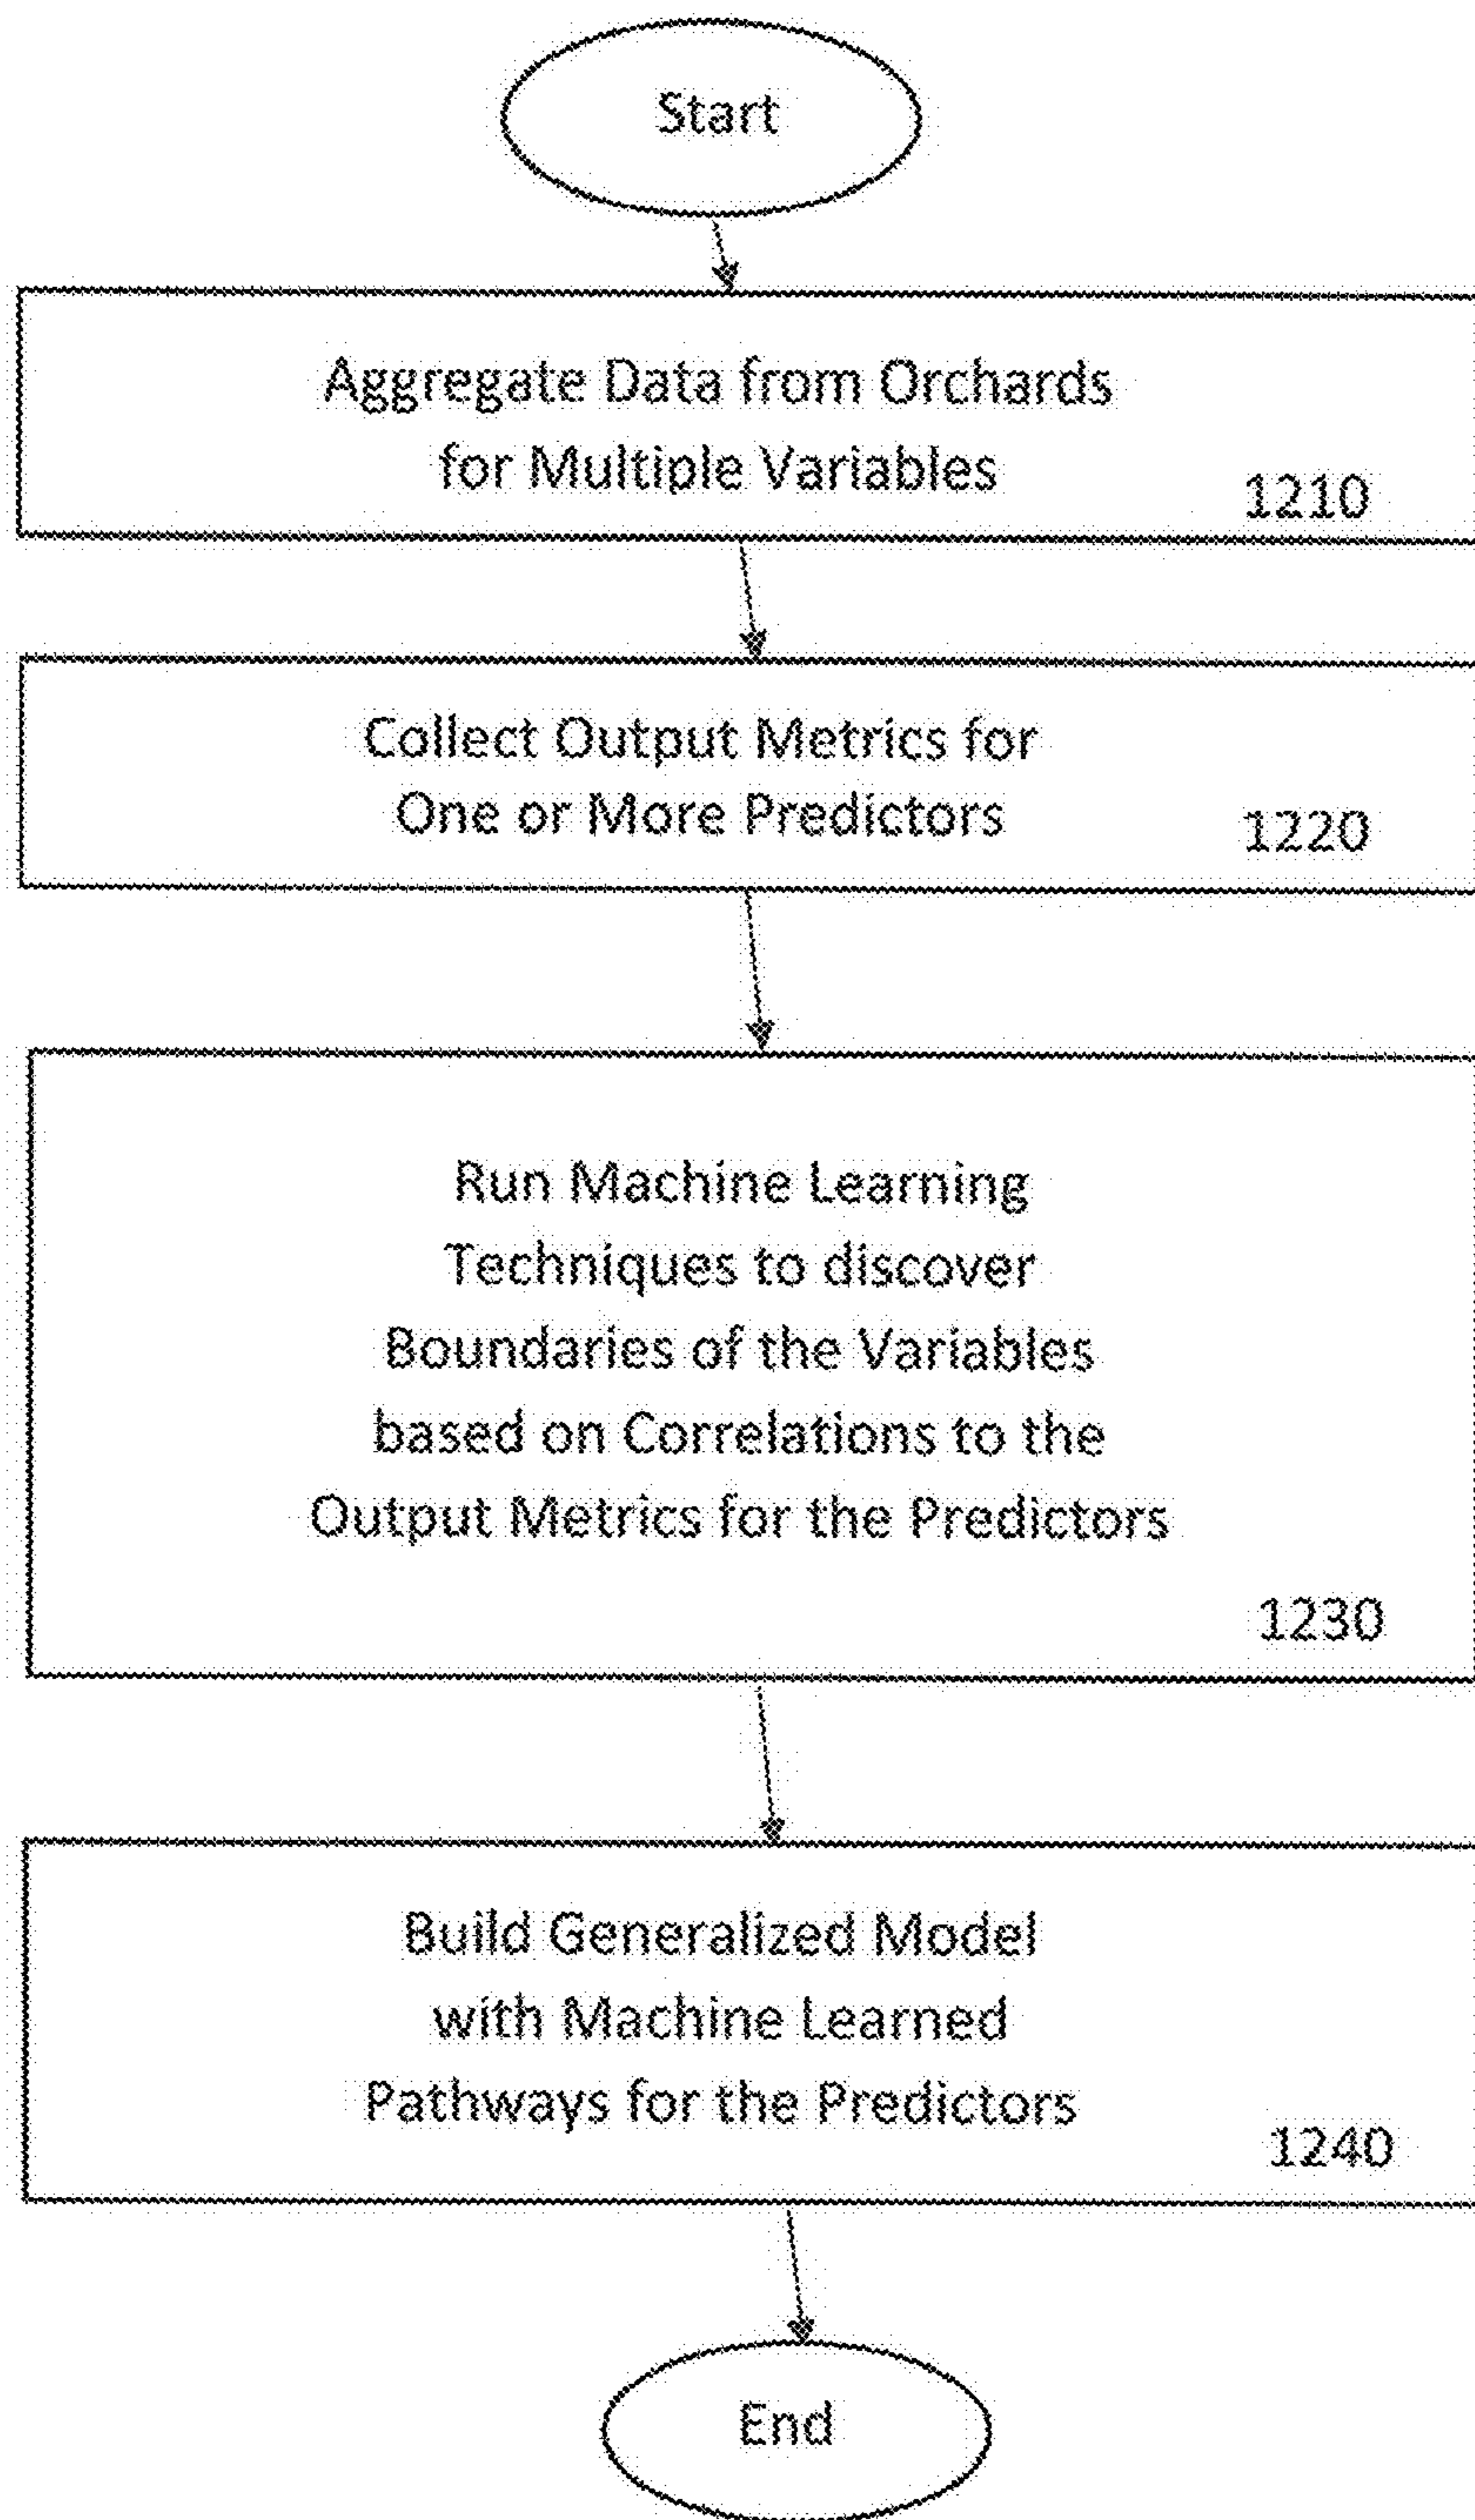 Start
Aggregate Data from Orchards
for Multiple Variables
1210
Collect Output Metrics for
One or More Predictors
1220
Run Machine Learning
Techniques to discover
Boundaries of the Variables
based on Correlations to the
Output Metrics for the Predictors
1230
Build Generalized Model
with Machine Learned
Pathways for the Predictors
1240
End